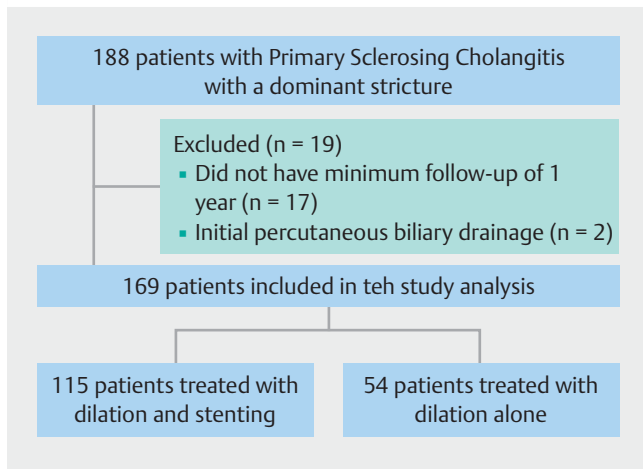 188 patients with Primary Sclerosing Cholangitis
with a dominant stricture
Excluded (n = 19)
▪ Did not have minimum follow-up of 1
year (n = 17)
▪ Initial percutaneous biliary drainage (n = 2)
169 patients included in teh study analysis
115 patients treated with
dilation and stenting
54 patients treated with
dilation alone